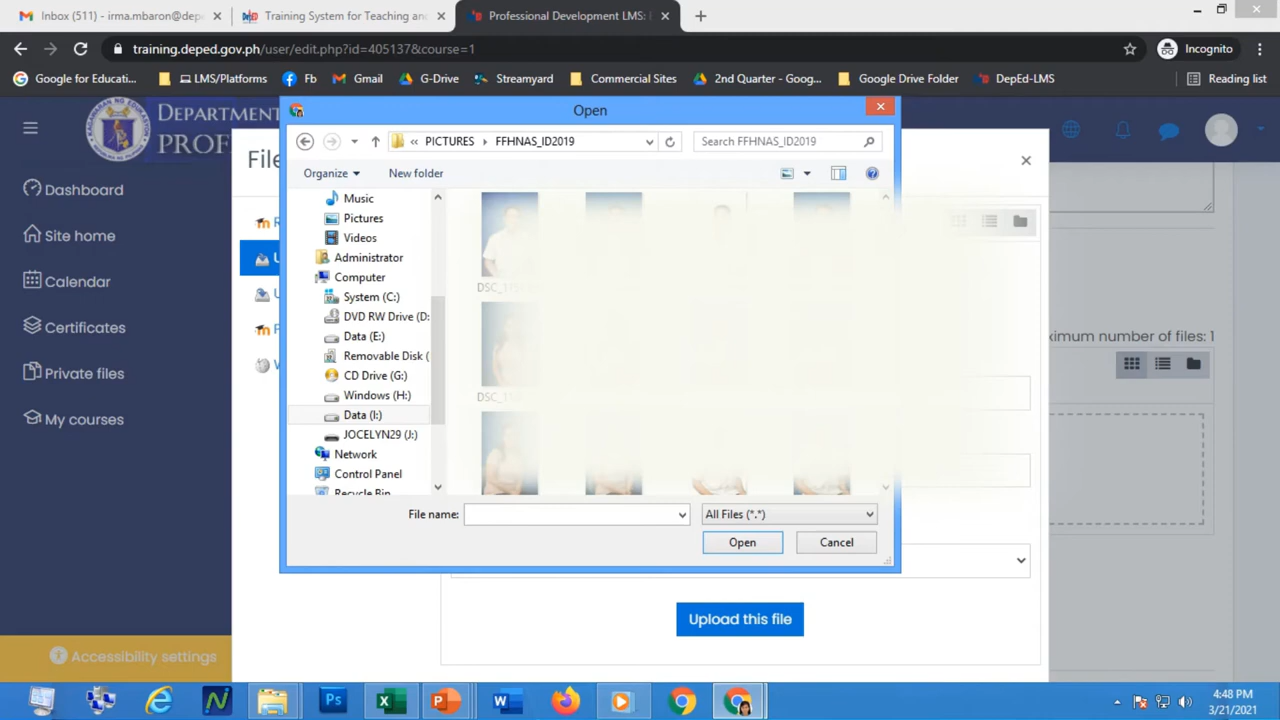 Inbox (511) – irma.mbaron@depe
Training System for Teaching and
Professional Development LMS: E
training.deped.gov.ph/user/edit.php?id=405137&course=1
Incognito
Google for Educati...
LMS/Platforms
Fb
Gmail
G-Drive
Streamyard
Commercial Sites
2nd Quarter - Goog...
Google Drive Folder
DepEd-LMS
Reading list
DEPARTMENT
PROF
File
Dashboard
Site home
Calendar
Certificates
Private files
My courses
Accessibility settings
Open
PICTURES
FFHNAS_ID2019
Search FFHNAS_ID2019
Organize
New folder
Music
Pictures
Videos
Administrator
Computer
System (C:)
DVD RW Drive (D:
Data (E:)
Removable Disk (
CD Drive (G:)
Windows (H:)
Data (I:)
JOCELYN29 (J:)
Network
Control Panel
Recycle Bin
File name:
All Files (*.*)
Open
Cancel
ximum number of files: 1
Upload this file
4:48 PM
3/21/2021